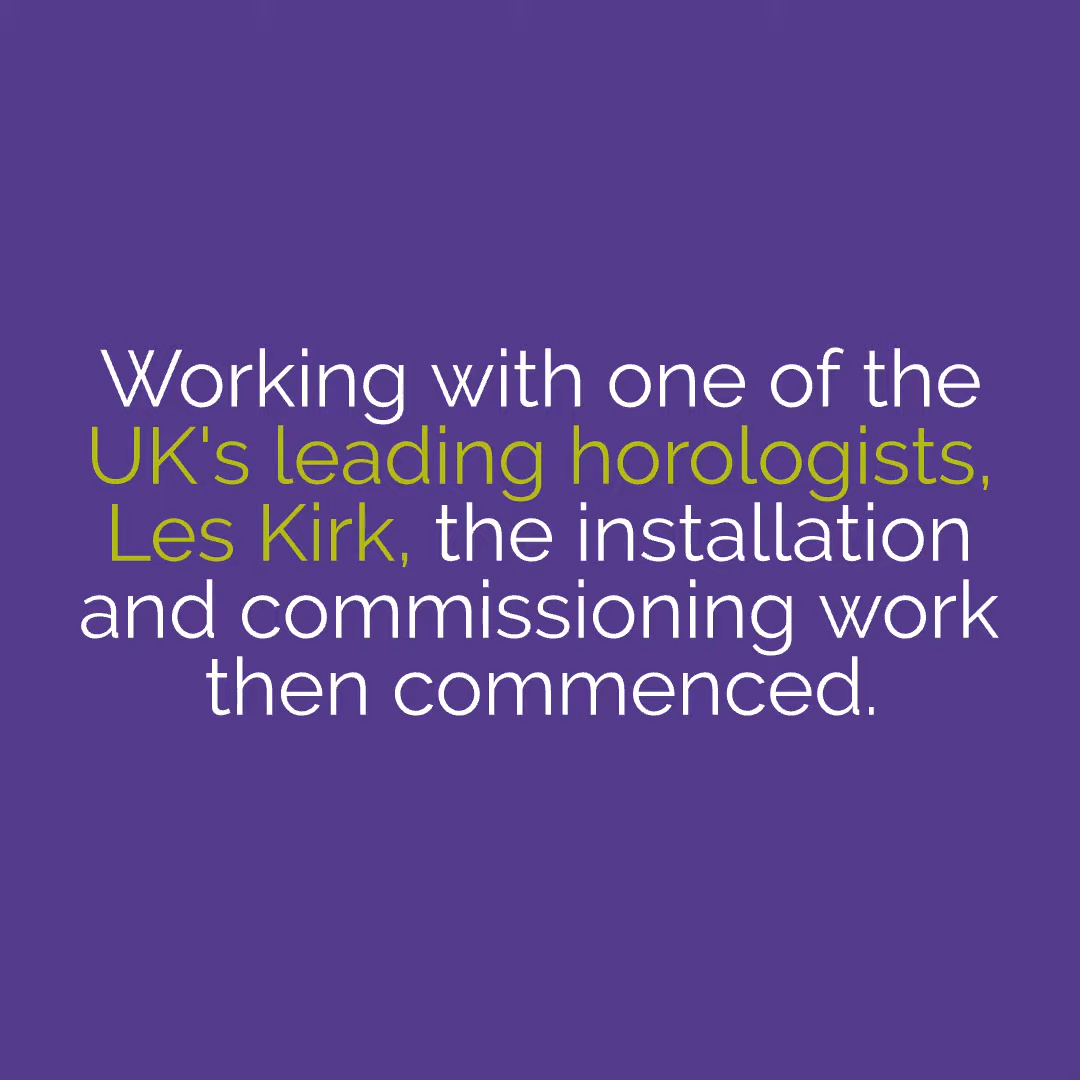 Working with one of the
UK's leading horologists,
Les Kirk, the installation
and commissioning work
then commenced.